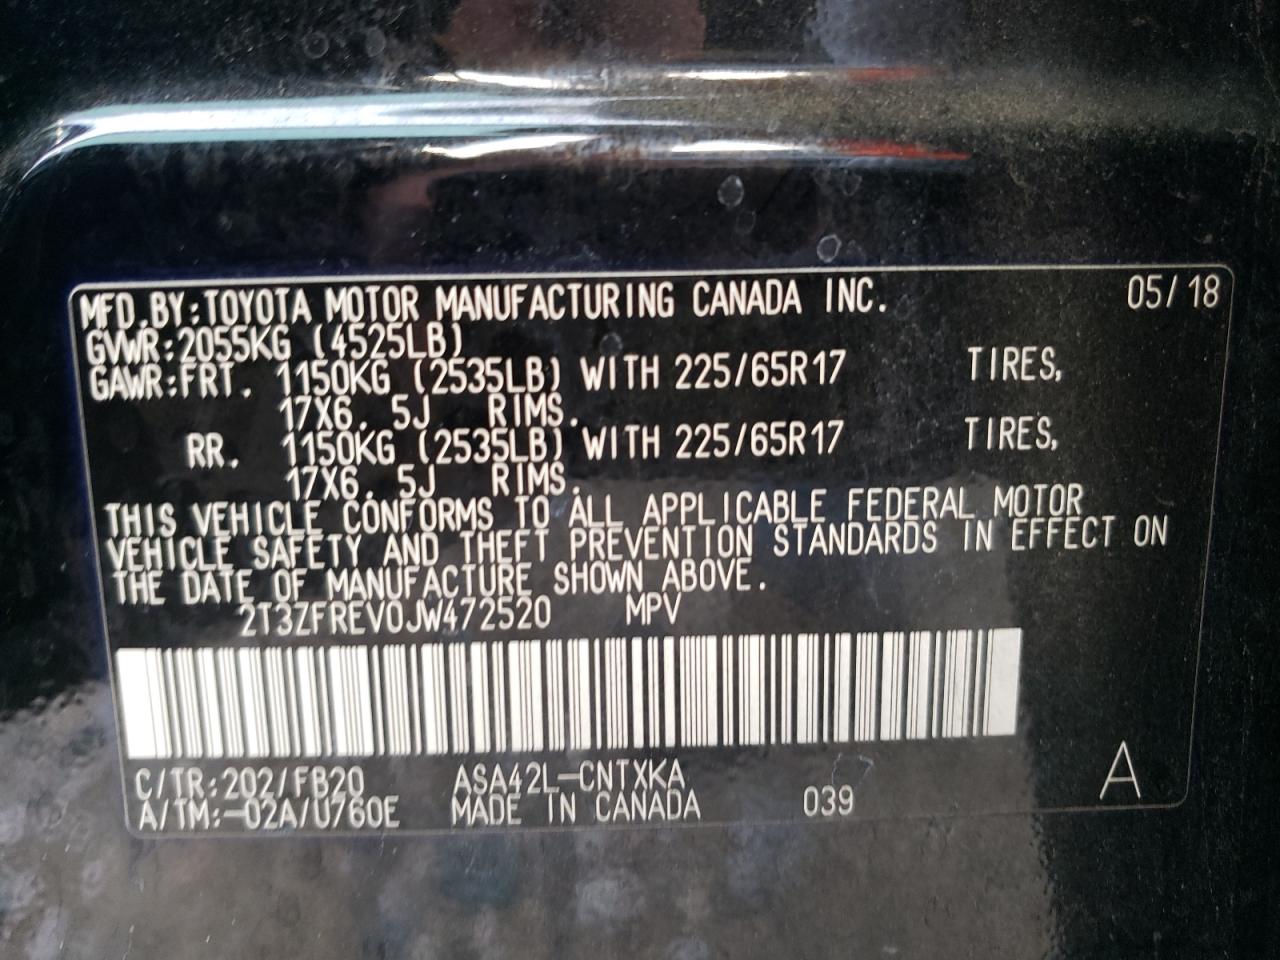 MFD.BY:TOYOTA MOTOR MANUFACTURING CANADA INC. 05/18
GVWR:2055KG (4525LB)
GAWR:FRT. 1150KG (2535LB) WITH 225/65R17 TIRES,
17X6.5J RIMS.
RR. 1150KG (2535LB) WITH 225/65R17 TIRES,
17X6.5J RIMS.
THIS VEHICLE CONFORMS TO ALL APPLICABLE FEDERAL MOTOR
VEHICLE SAFETY AND THEFT PREVENTION STANDARDS IN EFFECT ON
THE DATE OF MANUFACTURE SHOWN ABOVE.
2T3ZFREV0JW472520 MPV
C/TR:202/FB20 ASA42L-CNTXKA A
A/TM:-02A/U760E MADE IN CANADA 039